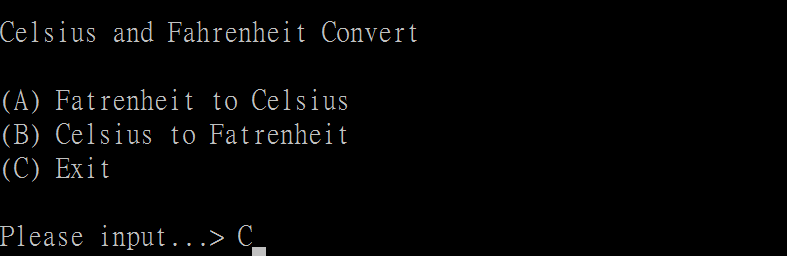 Celsius and Fahrenheit Convert
(A) Fatrenheit to Celsius
(B) Celsius to Fatrenheit
(C) Exit
Please input...> C